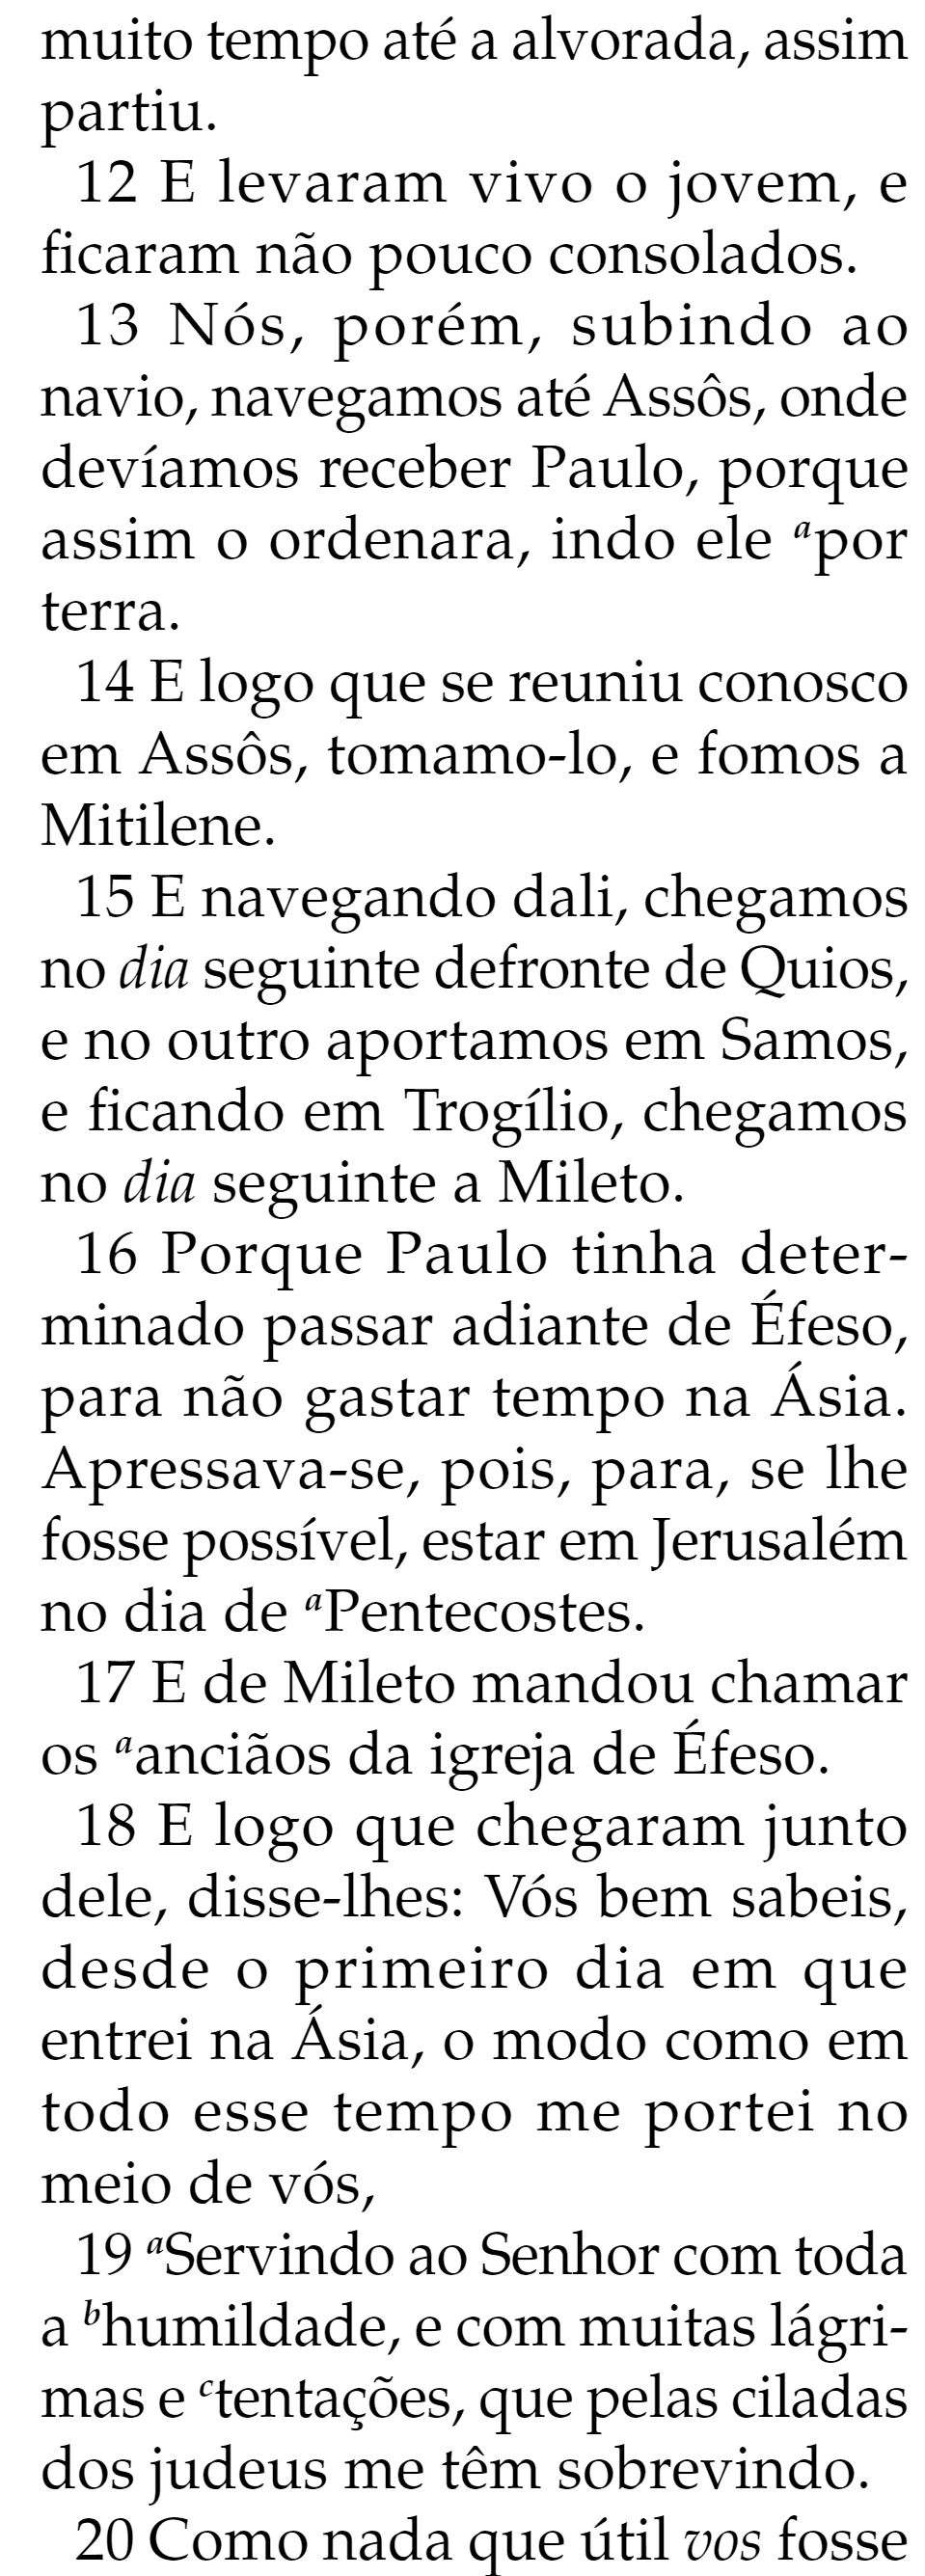 muito tempo até a alvorada, assim
partiu.
12 E levaram vivo o jovem, e
ficaram não pouco consolados.
13 Nós, porém, subindo ao
navio, navegamos até Assôs, onde
devíamos receber Paulo, porque
assim o ordenara, indo ele ᵃpor
terra.
14 E logo que se reuniu conosco
em Assôs, tomamo-lo, e fomos a
Mitilene.
15 E navegando dali, chegamos
no dia seguinte defronte de Quios,
e no outro aportamos em Samos,
e ficando em Trogílio, chegamos
no dia seguinte a Mileto.
16 Porque Paulo tinha deter-
minado passar adiante de Éfeso,
para não gastar tempo na Ásia.
Apressava-se, pois, para, se lhe
fosse possível, estar em Jerusalém
no dia de ᵃPentecostes.
17 E de Mileto mandou chamar
os ᵃanciãos da igreja de Éfeso.
18 E logo que chegaram junto
dele, disse-lhes: Vós bem sabeis,
desde o primeiro dia em que
entrei na Ásia, o modo como em
todo esse tempo me portei no
meio de vós,
19 ᵃServindo ao Senhor com toda
a ᵇhumildade, e com muitas lágri-
mas e ᶜtentações, que pelas ciladas
dos judeus me têm sobrevindo.
20 Como nada que útil vos fosse